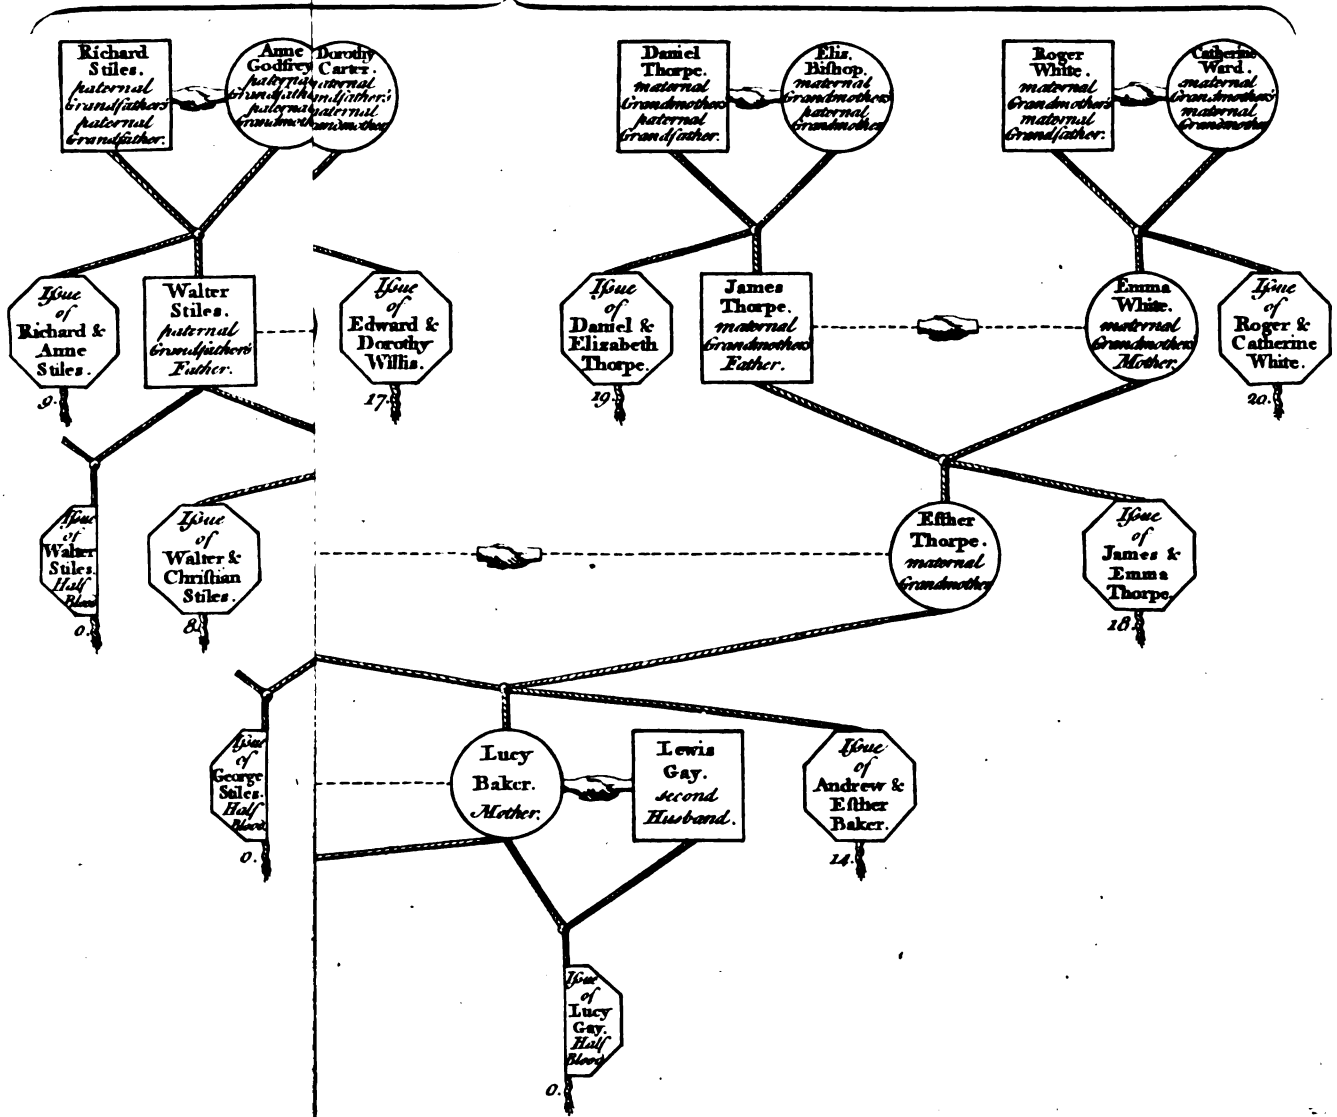 Richard
Stiles.
paternal
Grandfather's
paternal
Grandfather.
Anne
Godfrey
paterna
paterna
Dorothy
Carter.
Daniel
Thorpe.
maternal
Grandmother's
paternal
Grandfather.
Elis.
Bishop.
maternal
Grandmother's
paternal
Grandmother
Roger
White.
maternal
Grandmother's
maternal
Grandfather.
Catherine
Ward.
maternal
Grandmother's
maternal
Grandmother
Iſsue
of
Richard &
Anne
Stiles.
9.
Walter
Stiles.
paternal
Grandfather's
Father.
Iſsue
of
Edward &
Dorothy
Willis.
17.
Iſsue
of
Daniel &
Elizabeth
Thorpe.
19.
James
Thorpe.
maternal
Grandmother's
Father.
Emma
White.
maternal
Grandmother's
Mother.
Iſsue
of
Roger &
Catherine
White.
20.
Iſsue
of
Walter
Stiles.
Half
Blood
0.
Iſsue
of
Walter &
Chriſtian
Stiles.
8.
Eſther
Thorpe.
maternal
Grandmother
Iſsue
of
James &
Emma
Thorpe.
18.
Iſsue
of
George
Stiles.
Half
Blood
0.
Lucy
Baker.
Mother.
Lewis
Gay.
second
Husband.
Iſsue
of
Andrew &
Eſther
Baker.
14.
Iſsue
of
Lucy
Gay.
Half
Blood
0.